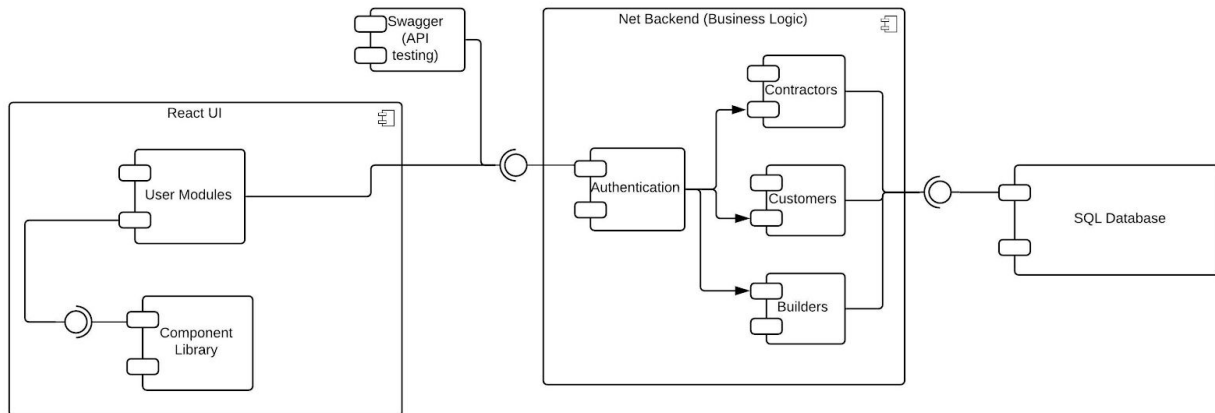 Swagger
(API
testing)
Net Backend (Business Logic)
React UI
Contractors
User Modules
Authentication
Customers
SQL Database
Builders
Component
Library